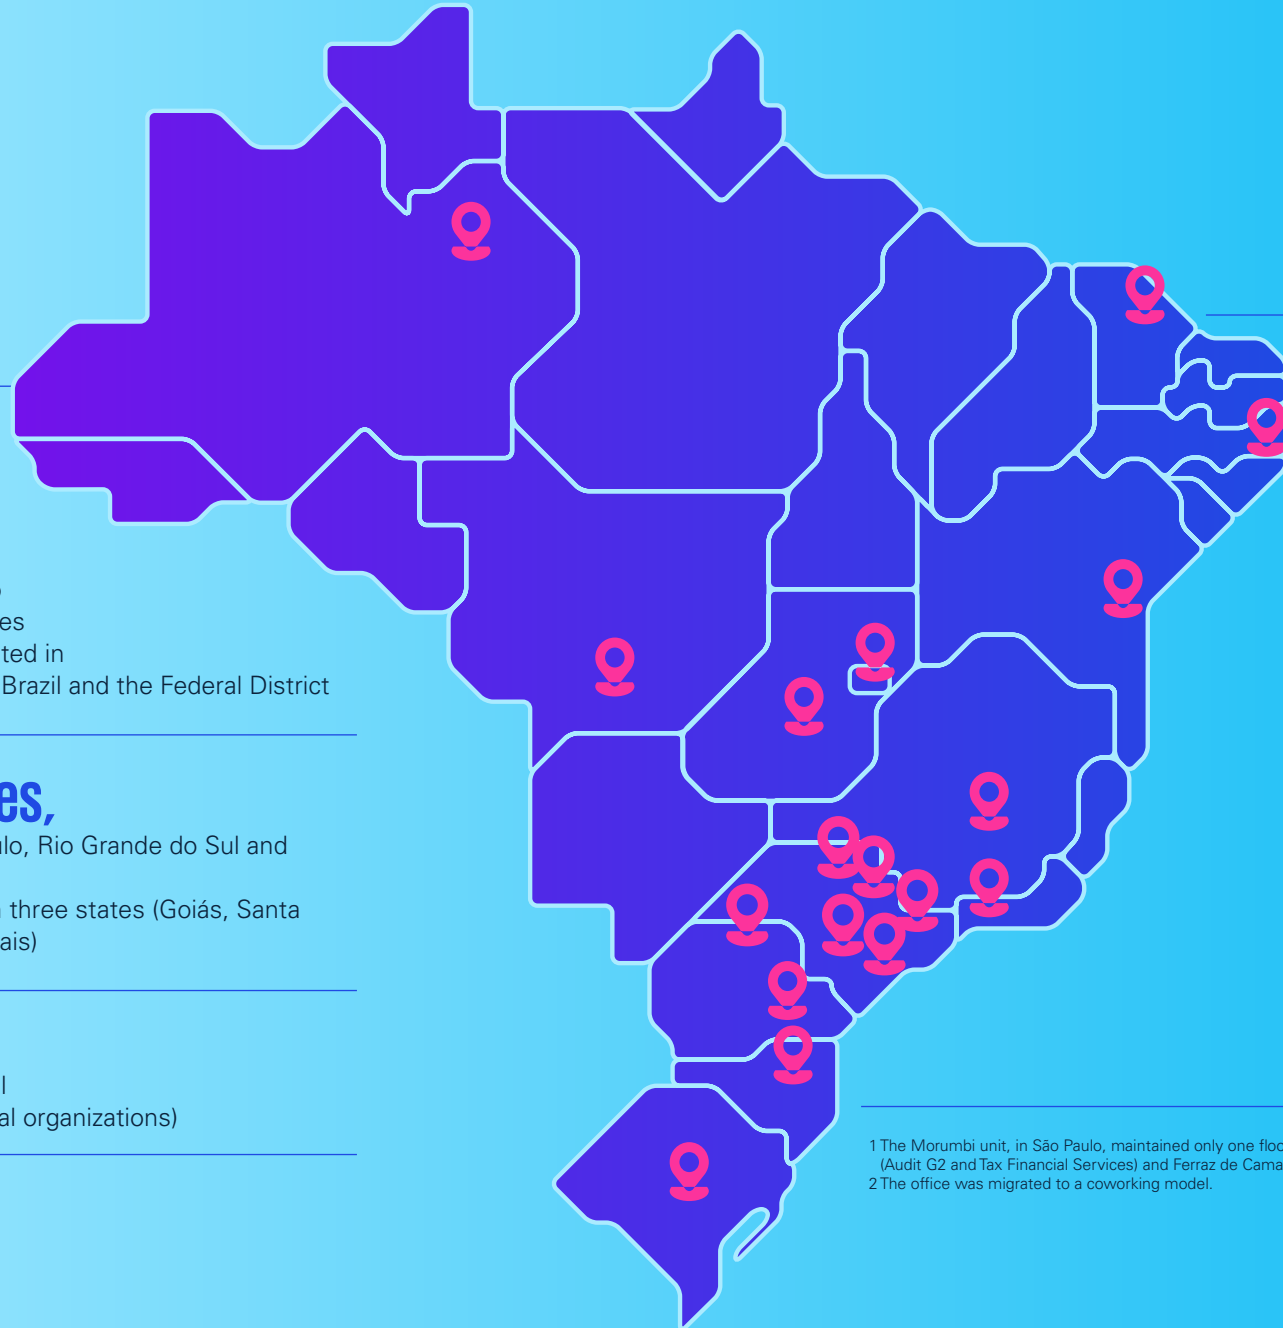 es
ted in
Brazil and the Federal District
es,
ulo, Rio Grande do Sul and
three states (Goiás, Santa
ais)
l
al organizations)
1 The Morumbi unit, in São Paulo, maintained only one floo
(Audit G2 and Tax Financial Services) and Ferraz de Cama
2 The office was migrated to a coworking model.